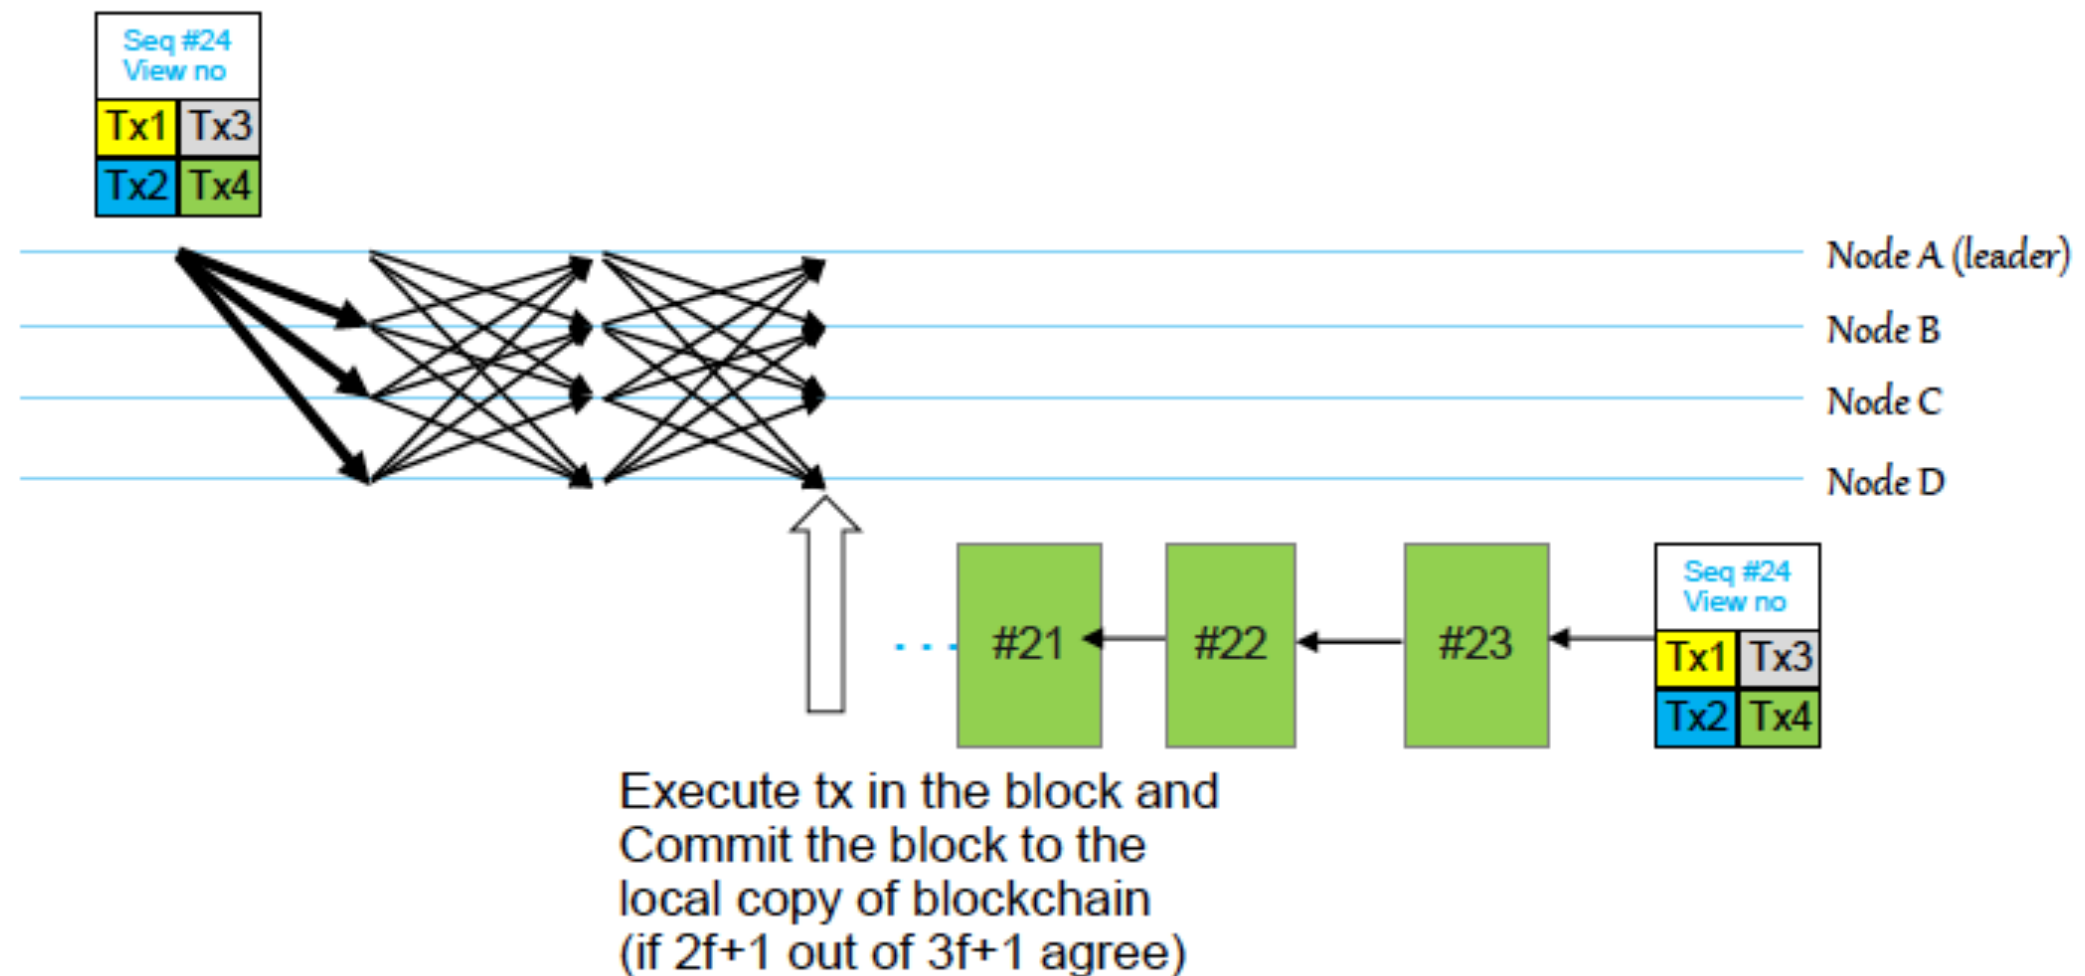 Seq #24
View no
Tx1 Tx3
Tx2 Tx4
Node A (leader)
Node B
Node C
Node D
...
#21
#22
#23
Seq #24
View no
Tx1 Tx3
Tx2 Tx4
Execute tx in the block and
Commit the block to the
local copy of blockchain
(if 2f+1 out of 3f+1 agree)